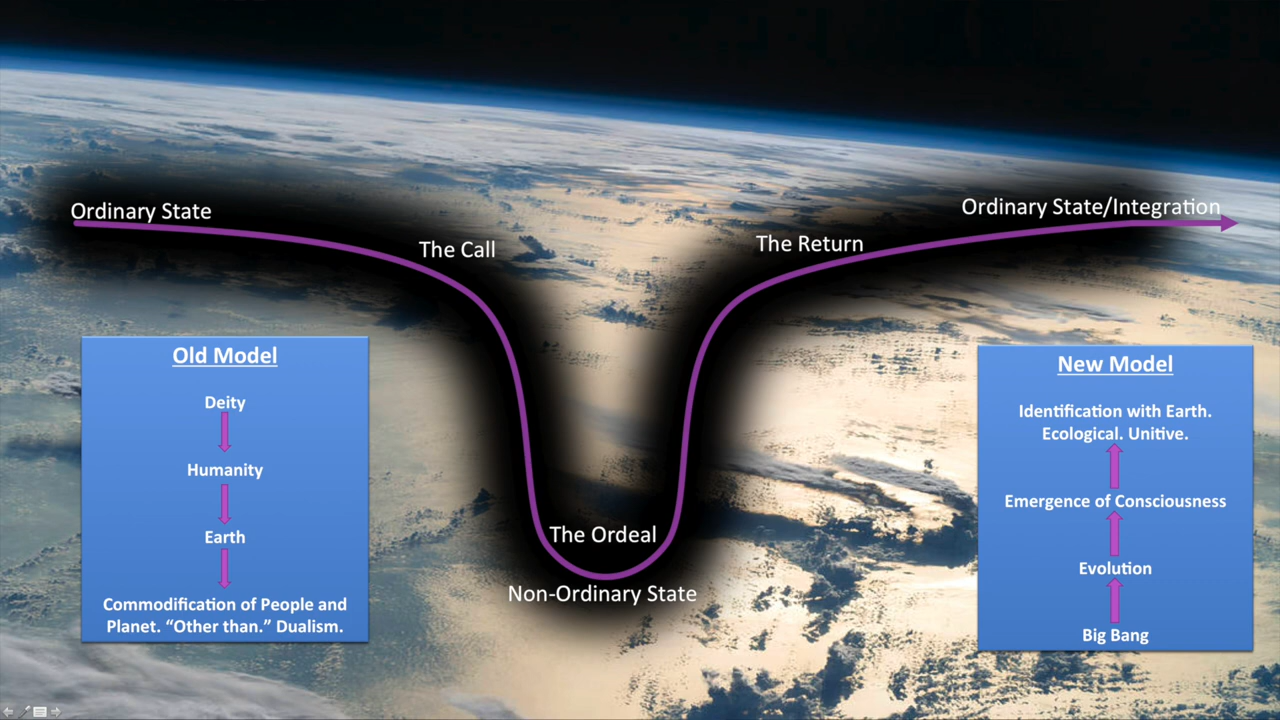 Ordinary State
The Call
The Return
Ordinary State/Integration
The Ordeal
Non-Ordinary State
Old Model
Deity
Humanity
Earth
Commodification of People and
Planet. “Other than.” Dualism.
New Model
Identification with Earth.
Ecological. Unitive.
Emergence of Consciousness
Evolution
Big Bang